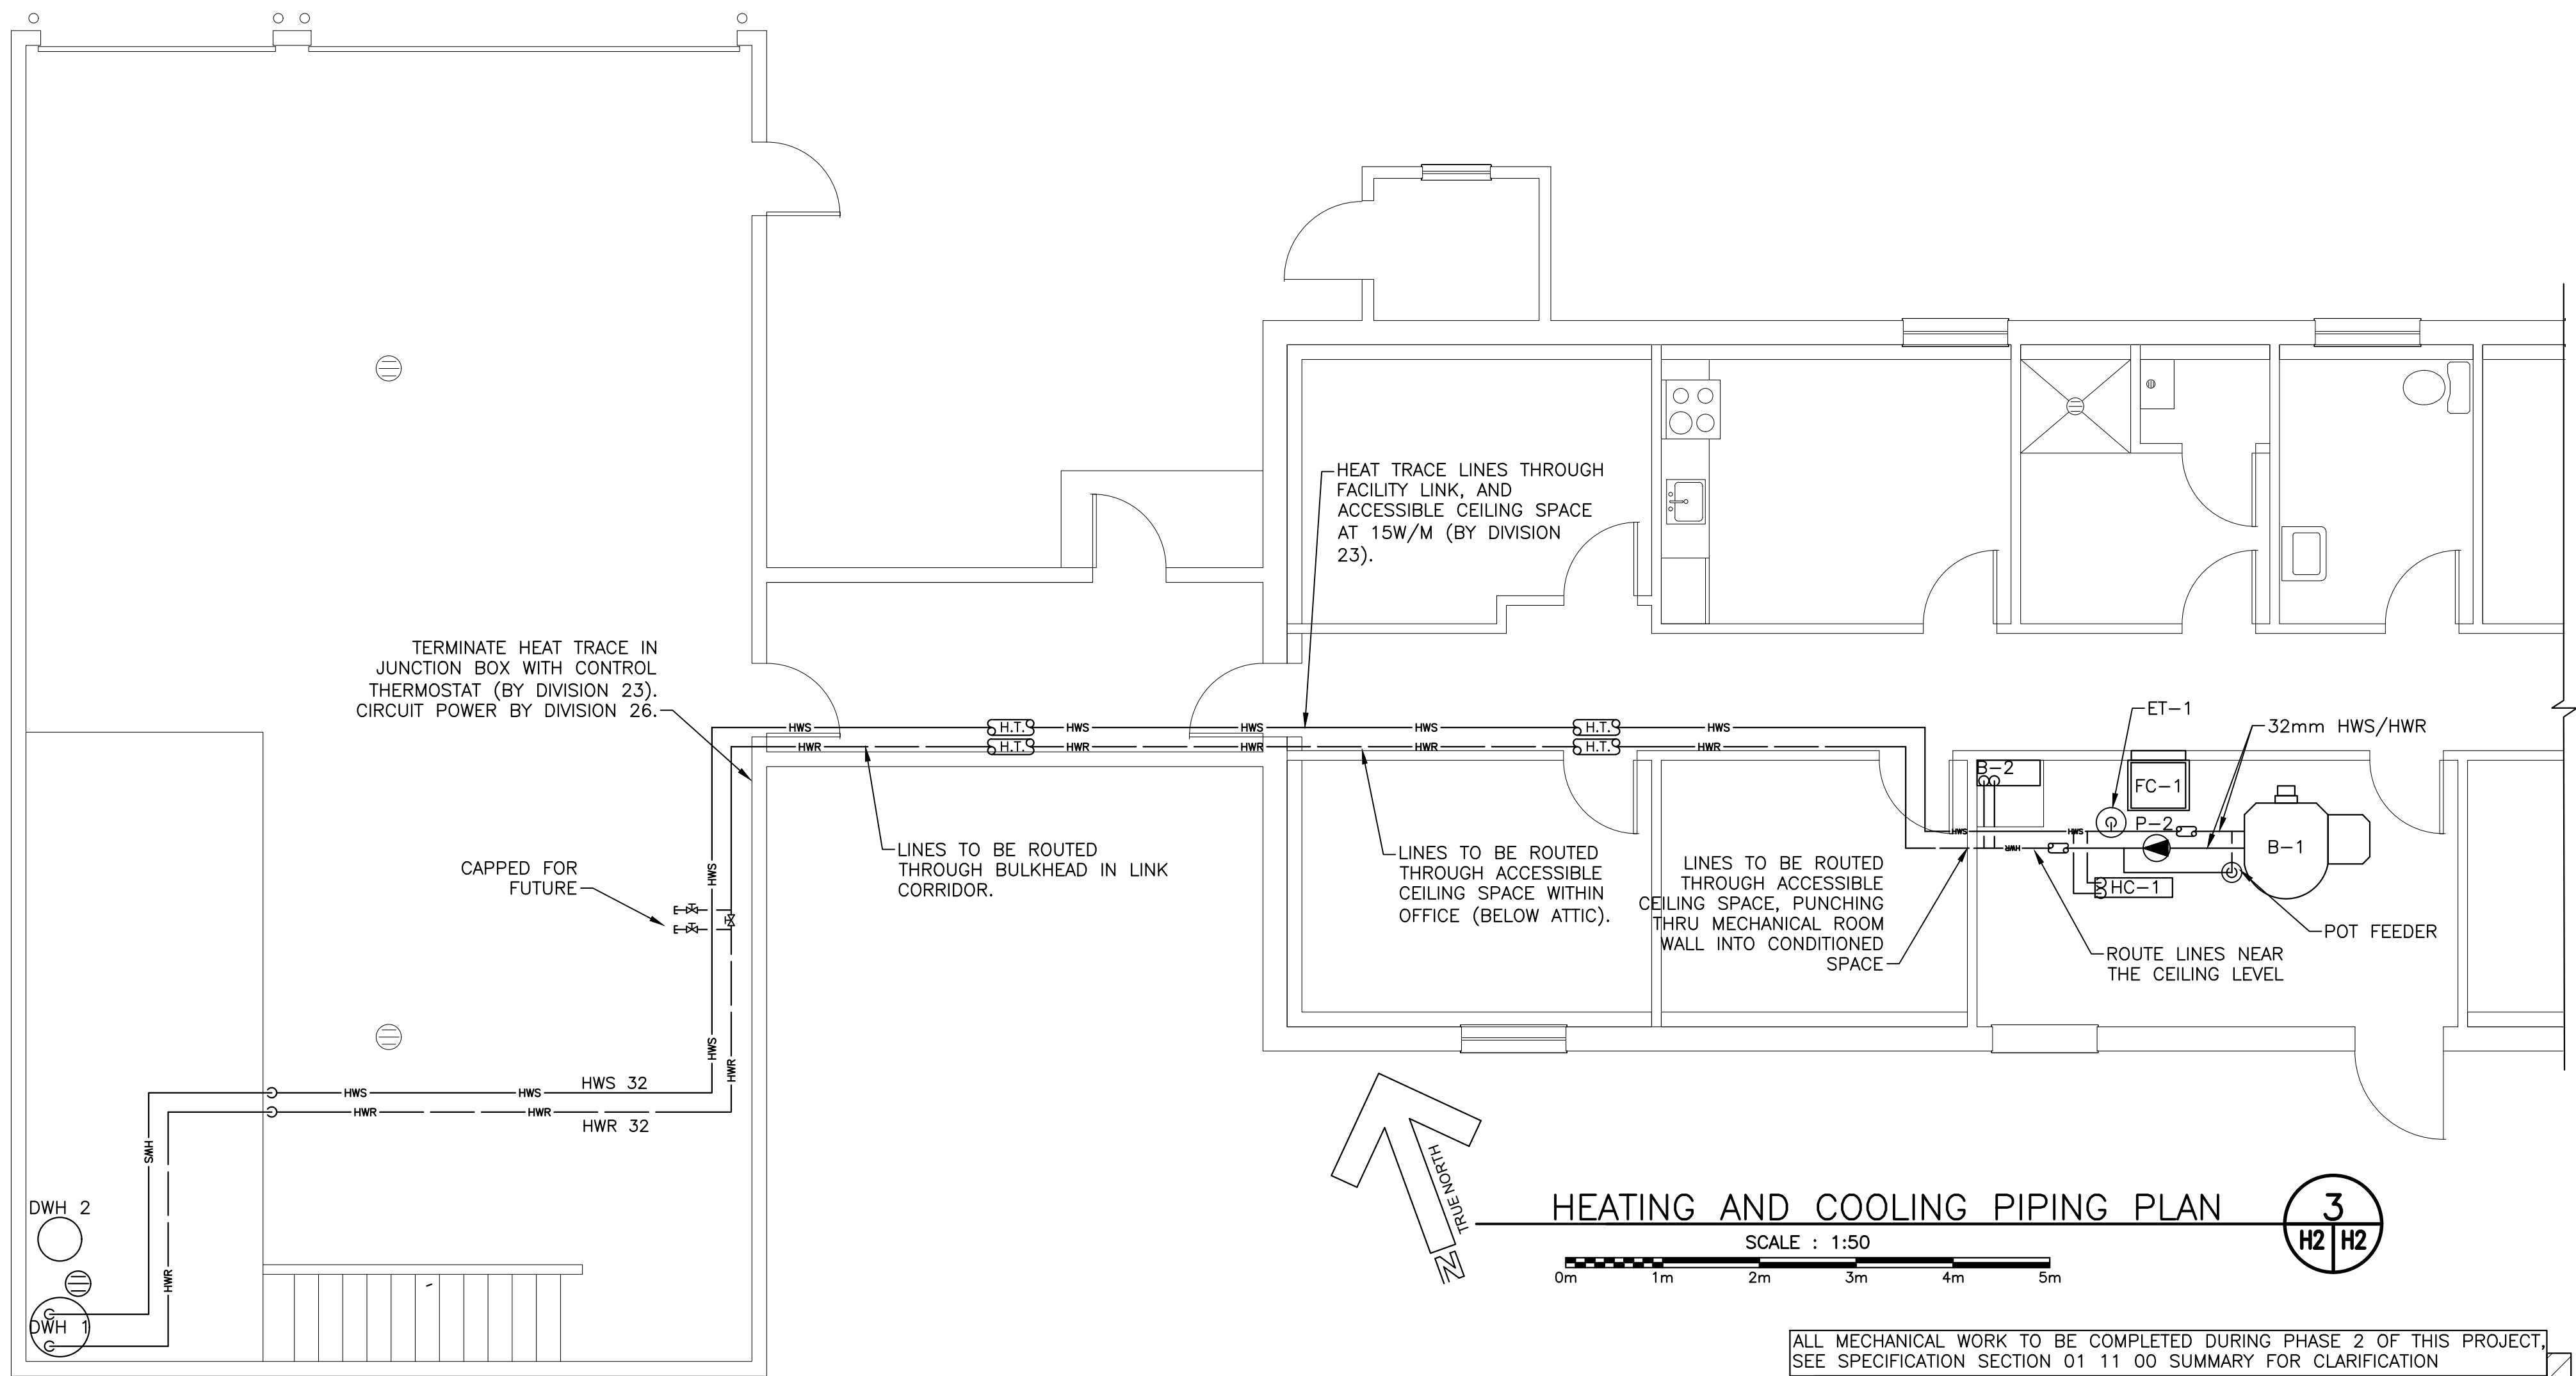 HEAT TRACE LINES THROUGH
FACILITY LINK, AND
ACCESSIBLE CEILING SPACE
AT 15W/M (BY DIVISION
23).
TERMINATE HEAT TRACE IN
JUNCTION BOX WITH CONTROL
THERMOSTAT (BY DIVISION 23).
CIRCUIT POWER BY DIVISION 26.
HWS
H.T.
HWS
HWS
HWS
H.T.
HWS
HWR
H.T.
HWR
HWR
HWR
H.T.
HWR
ET-1
32mm HWS/HWR
B-2
FC-1
P-2
HWS
HWS
HWR
B-1
HC-1
POT FEEDER
ROUTE LINES NEAR
THE CEILING LEVEL
CAPPED FOR
FUTURE
LINES TO BE ROUTED
THROUGH BULKHEAD IN LINK
CORRIDOR.
LINES TO BE ROUTED
THROUGH ACCESSIBLE
CEILING SPACE WITHIN
OFFICE (BELOW ATTIC).
LINES TO BE ROUTED
THROUGH ACCESSIBLE
CEILING SPACE, PUNCHING
THRU MECHANICAL ROOM
WALL INTO CONDITIONED
SPACE
HWS
HWS
HWR
HWS
HWS
HWS 32
HWR
HWR
HWR 32
HWS
HWR
DWH 2
DWH 1
TRUE NORTH
N
HEATING AND COOLING PIPING PLAN
SCALE : 1:50
0m 1m 2m 3m 4m 5m
3
H2 H2
ALL MECHANICAL WORK TO BE COMPLETED DURING PHASE 2 OF THIS PROJECT,
SEE SPECIFICATION SECTION 01 11 00 SUMMARY FOR CLARIFICATION